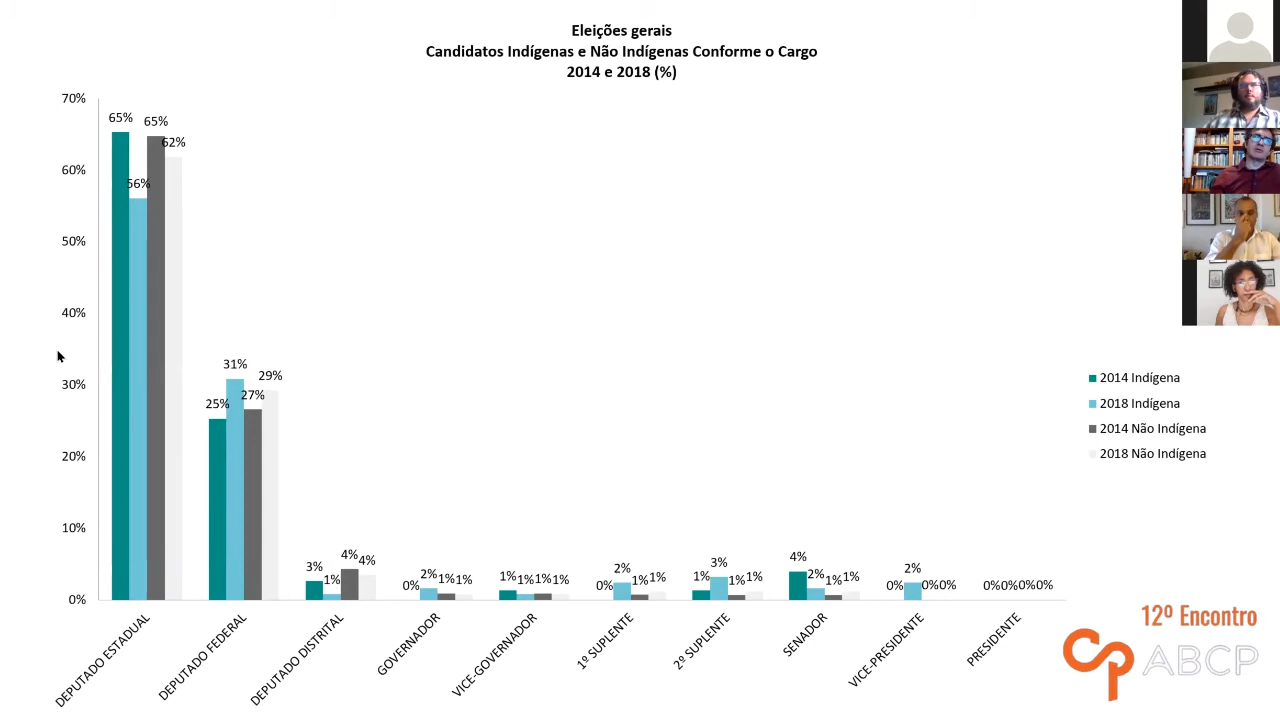 Eleições gerais
Candidatos Indígenas e Não Indígenas Conforme o Cargo
2014 e 2018 (%)
70%
60%
50%
40%
30%
20%
10%
0%
65%
56%
65%
62%
25%
31%
27%
29%
3%
1%
4%
4%
0%
2%
1%
1%
1%
1%
1%
1%
0%
2%
1%
1%
1%
3%
1%
1%
4%
2%
1%
1%
0%
2%
0%
0%
0%
0%
0%
0%
DEPUTADO ESTADUAL
DEPUTADO FEDERAL
DEPUTADO DISTRITAL
GOVERNADOR
VICE-GOVERNADOR
1º SUPLENTE
2º SUPLENTE
SENADOR
VICE-PRESIDENTE
PRESIDENTE
2014 Indígena
2018 Indígena
2014 Não Indígena
2018 Não Indígena
12º Encontro
CP ABCP